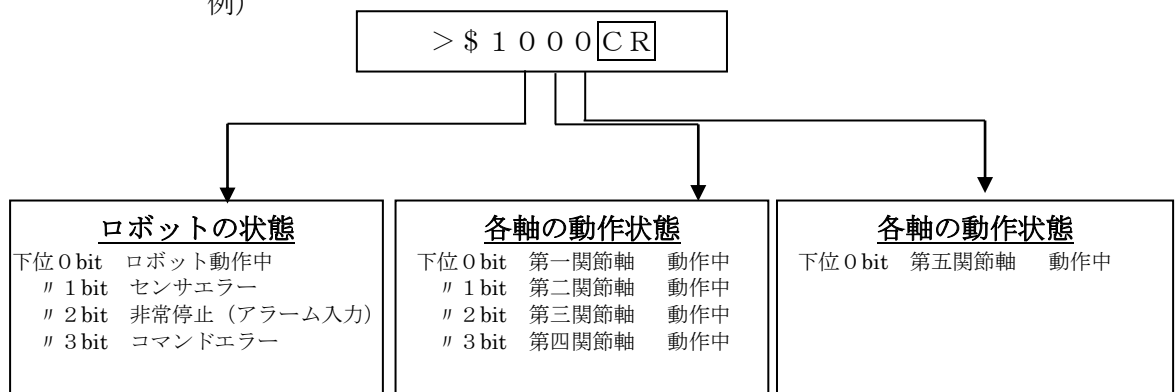 例）
＞＄１０００ＣＲ
ロボットの状態
下位０bit ロボット動作中
〃１bit センサエラー
〃２bit 非常停止（アラーム入力）
〃３bit コマンドエラー
各軸の動作状態
下位０bit 第一関節軸 動作中
〃１bit 第二関節軸 動作中
〃２bit 第三関節軸 動作中
〃３bit 第四関節軸 動作中
各軸の動作状態
下位０bit 第五関節軸 動作中